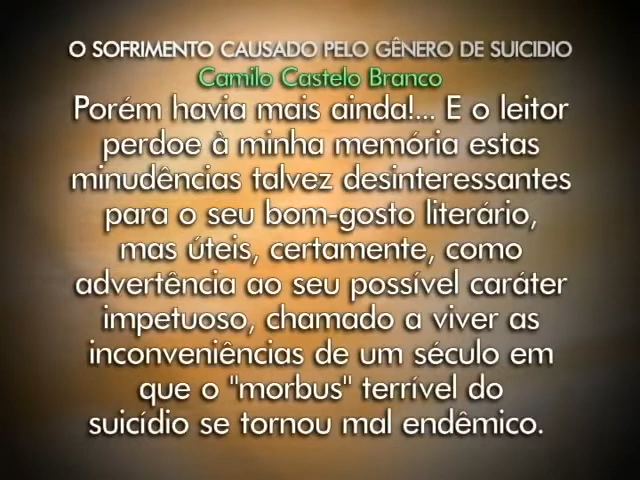 O SOFRIMENTO CAUSADO PELO GÊNERO DE SUICIDIO
Camilo Castelo Branco
Porém havia mais ainda!... E o leitor
perdoe à minha memória estas
minudências talvez desinteressantes
para o seu bom-gosto literário,
mas úteis, certamente, como
advertência ao seu possível caráter
impetuoso, chamado a viver as
inconveniências de um século em
que o "morbus" terrível do
suicídio se tornou mal endêmico.